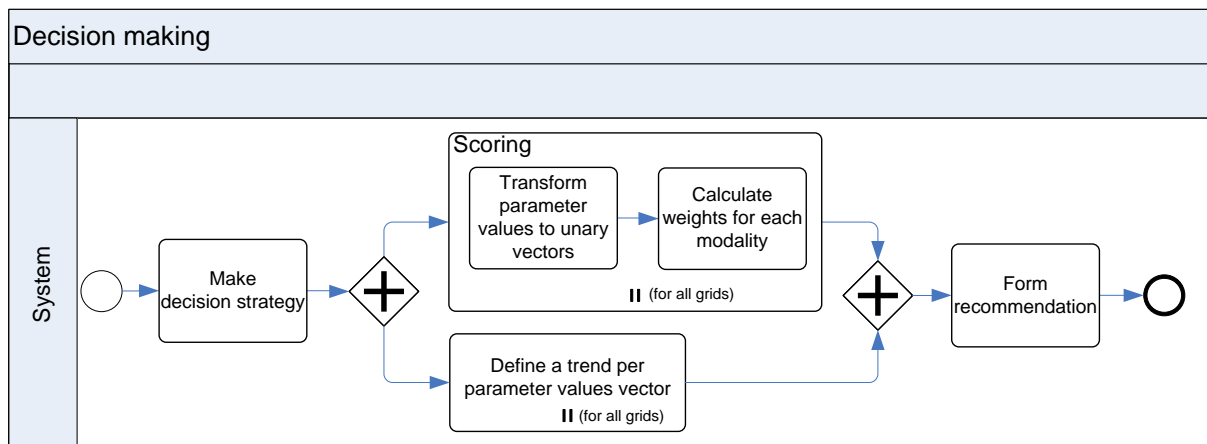 Decision making
System
Make
decision strategy
Scoring
Transform
parameter
values to unary
vectors
Calculate
weights for each
modality
(for all grids)
Define a trend per
parameter values vector
(for all grids)
Form
recommendation